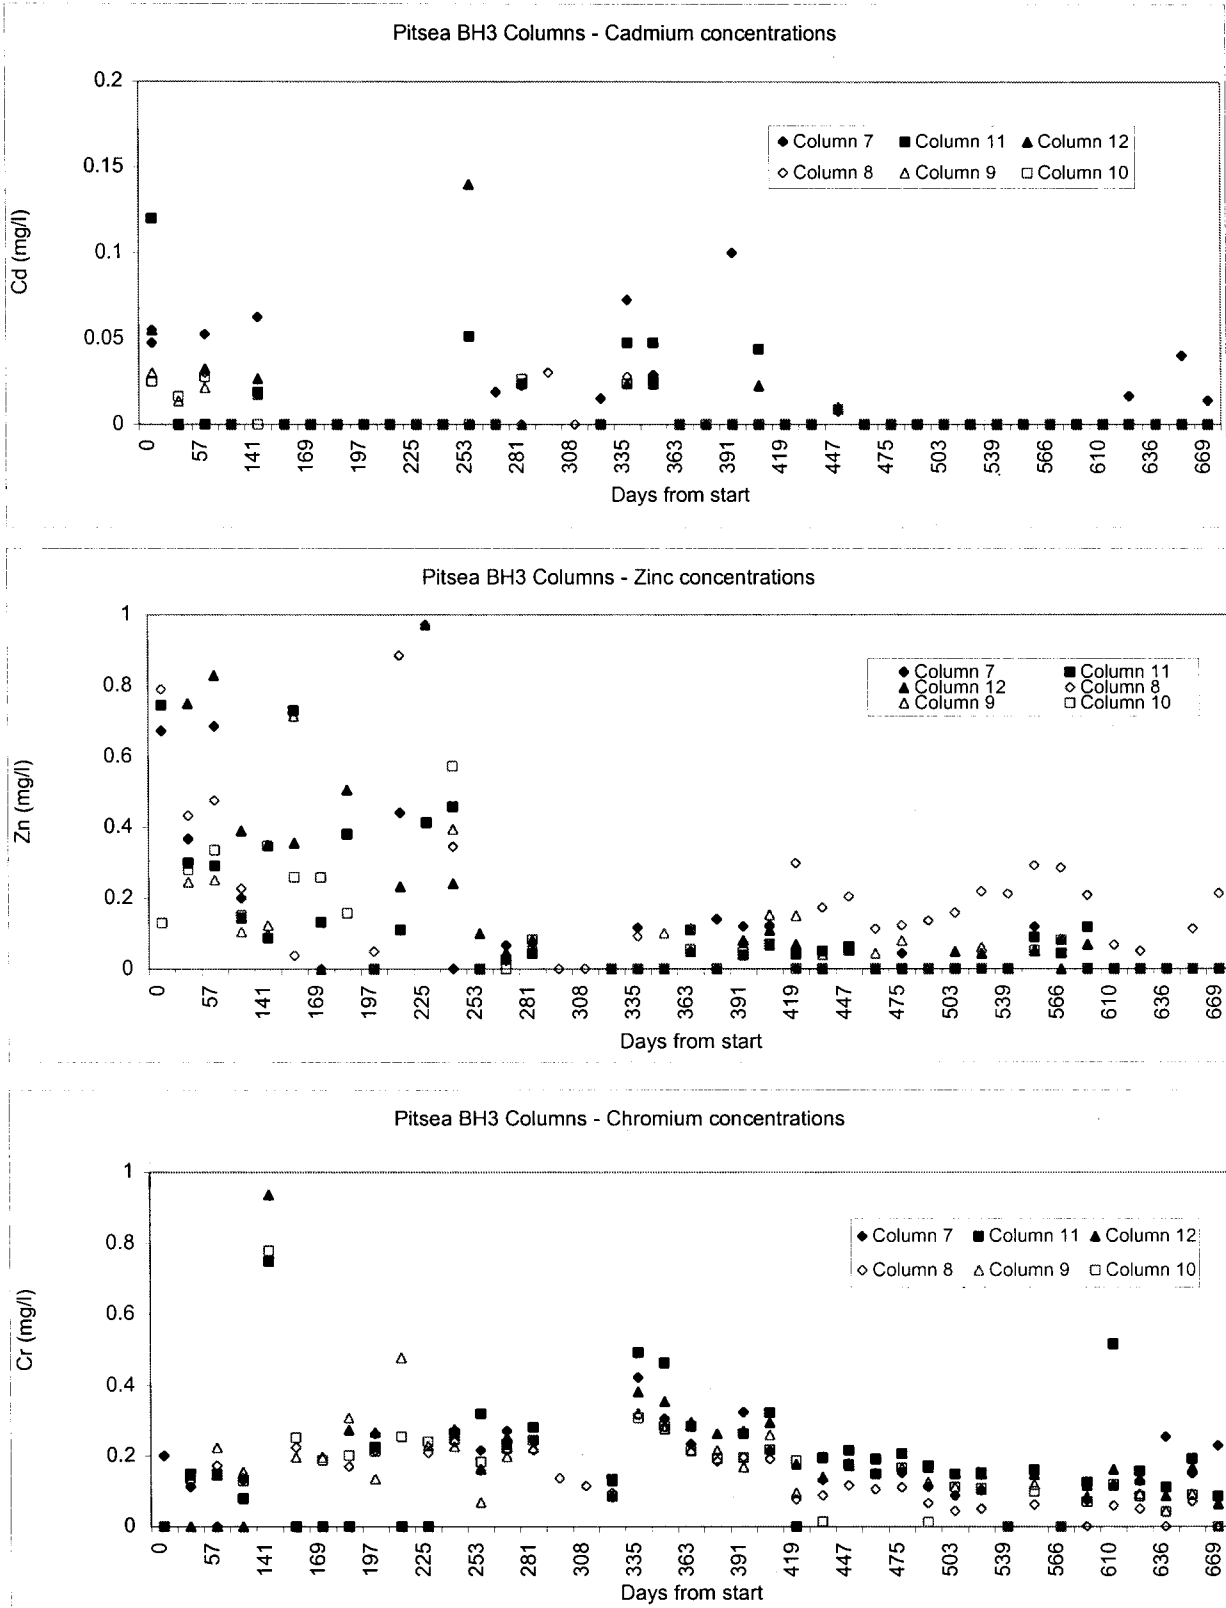 Pitsea BH3 Columns - Cadmium concentrations
0.2
0.15
0.1
0.05
0
Cd (mg/l)
Column 7 Column 11 Column 12
Column 8 Column 9 Column 10
0 57 141 169 197 225 253 281 308 335 363 391 419 447 475 503 539 566 610 636 669
Days from start
Pitsea BH3 Columns - Zinc concentrations
1
0.8
0.6
0.4
0.2
0
Zn (mg/l)
Column 7 Column 11
Column 12 Column 8
Column 9 Column 10
0 57 141 169 197 225 253 281 308 335 363 391 419 447 475 503 539 566 610 636 669
Days from start
Pitsea BH3 Columns - Chromium concentrations
1
0.8
0.6
0.4
0.2
0
Cr (mg/l)
Column 7 Column 11 Column 12
Column 8 Column 9 Column 10
0 57 141 169 197 225 253 281 308 335 363 391 419 447 475 503 539 566 610 636 669
Days from start